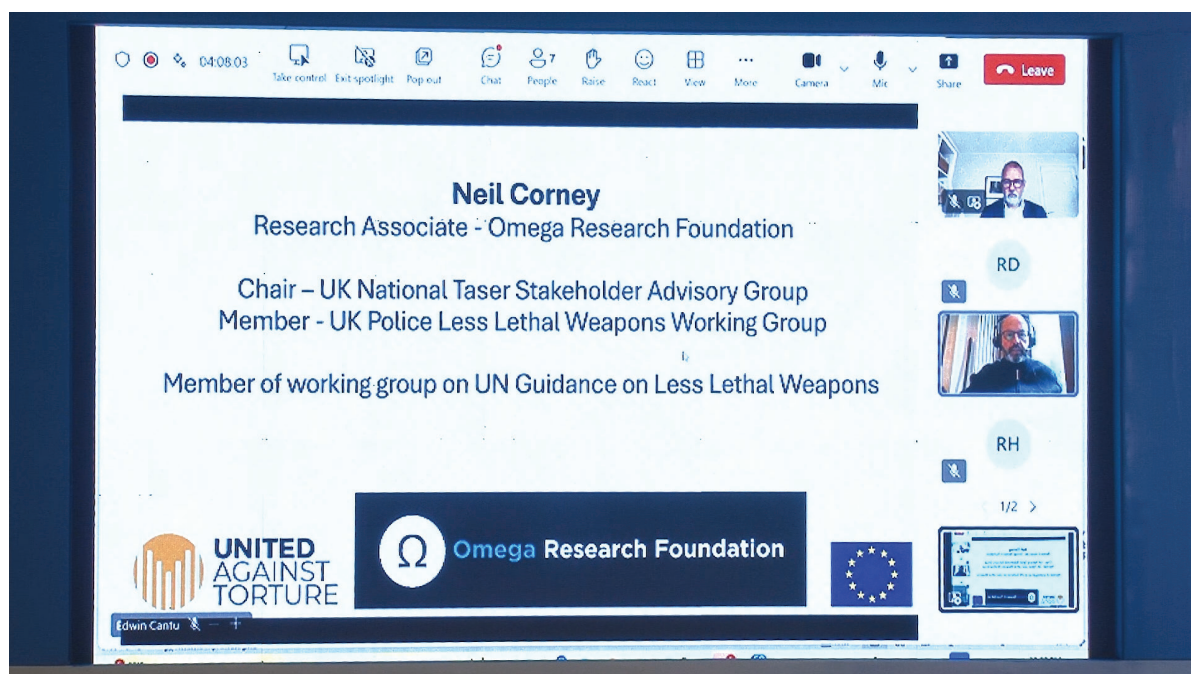 04:08:03
Take control Exit spotlight Pop out Chat 7 People Raise React View More Camera Mic Share Leave
Neil Corney
Research Associate - Omega Research Foundation
Chair – UK National Taser Stakeholder Advisory Group
Member - UK Police Less Lethal Weapons Working Group
Member of working group on UN Guidance on Less Lethal Weapons
RD
RH
1/2
UNITED
AGAINST
TORTURE
Ω Omega Research Foundation
Edwin Cantu